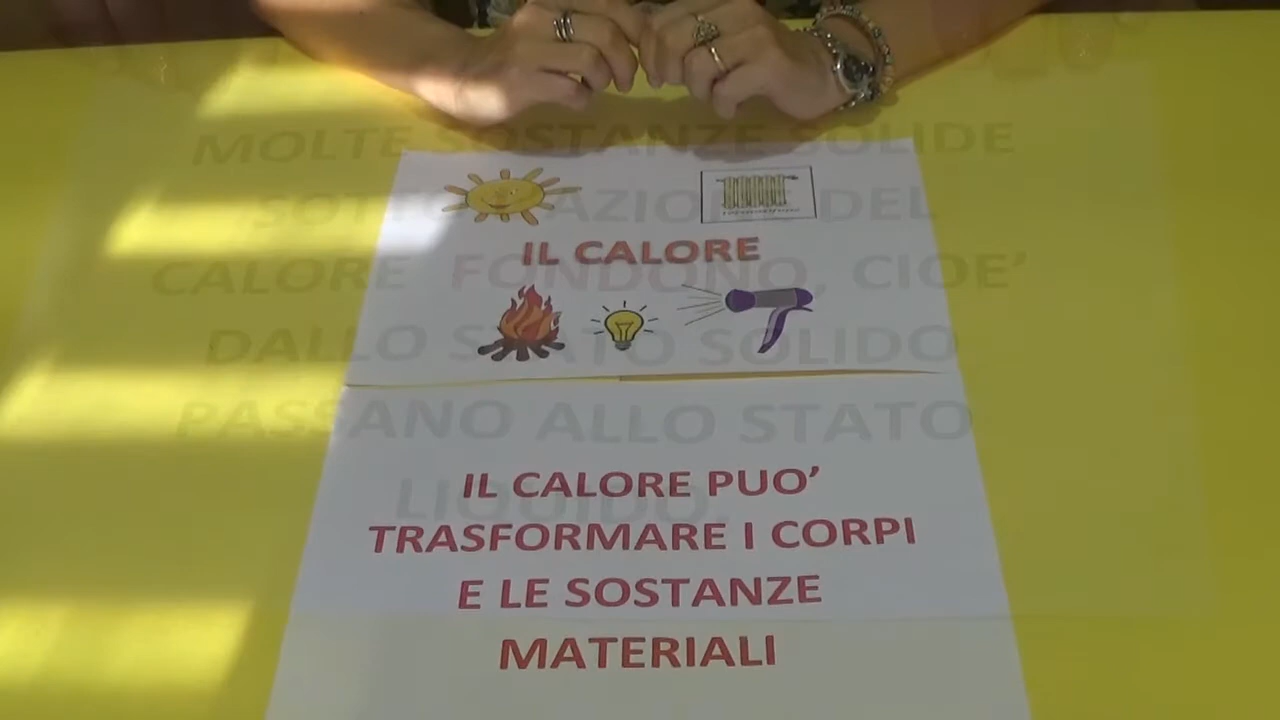 MOLTE SOSTANZE SOLIDE
SOTTO AZIONE DEL
CALORE FONDONO, CIOE'
DALLO STATO SOLIDO
PASSANO ALLO STATO
LIQUIDO.
IL CALORE
IL CALORE PUO'
TRASFORMARE I CORPI
E LE SOSTANZE
MATERIALI